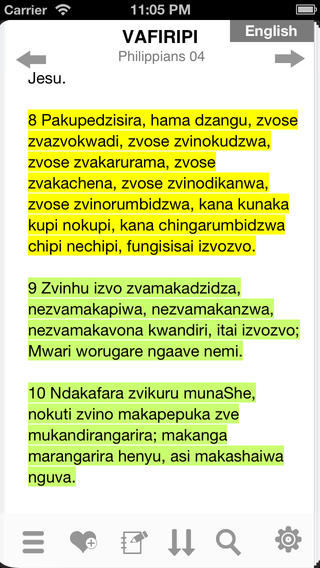 Carrier 11:05 PM
VAFIRIPI
English
Philippians 04
Jesu.
8 Pakupedzisira, hama dzangu, zvose
zvazvokwadi, zvose zvinokudzwa,
zvose zvakarurama, zvose
zvakachena, zvose zvinodikanwa,
zvose zvinorumbidzwa, kana kunaka
kupi nokupi, kana chingarumbidzwa
chipi nechipi, fungisisai izvozvo.
9 Zvinhu izvo zvamakadzidza,
nezvamakapiwa, nezvamakanzwa,
nezvamakavona kwandiri, itai izvozvo;
Mwari worugare ngaave nemi.
10 Ndakafara zvikuru munaShe,
nokuti zvino makapepuka zve
mukandirangarira; makanga
marangarira henyu, asi makashaiwa
nguva.